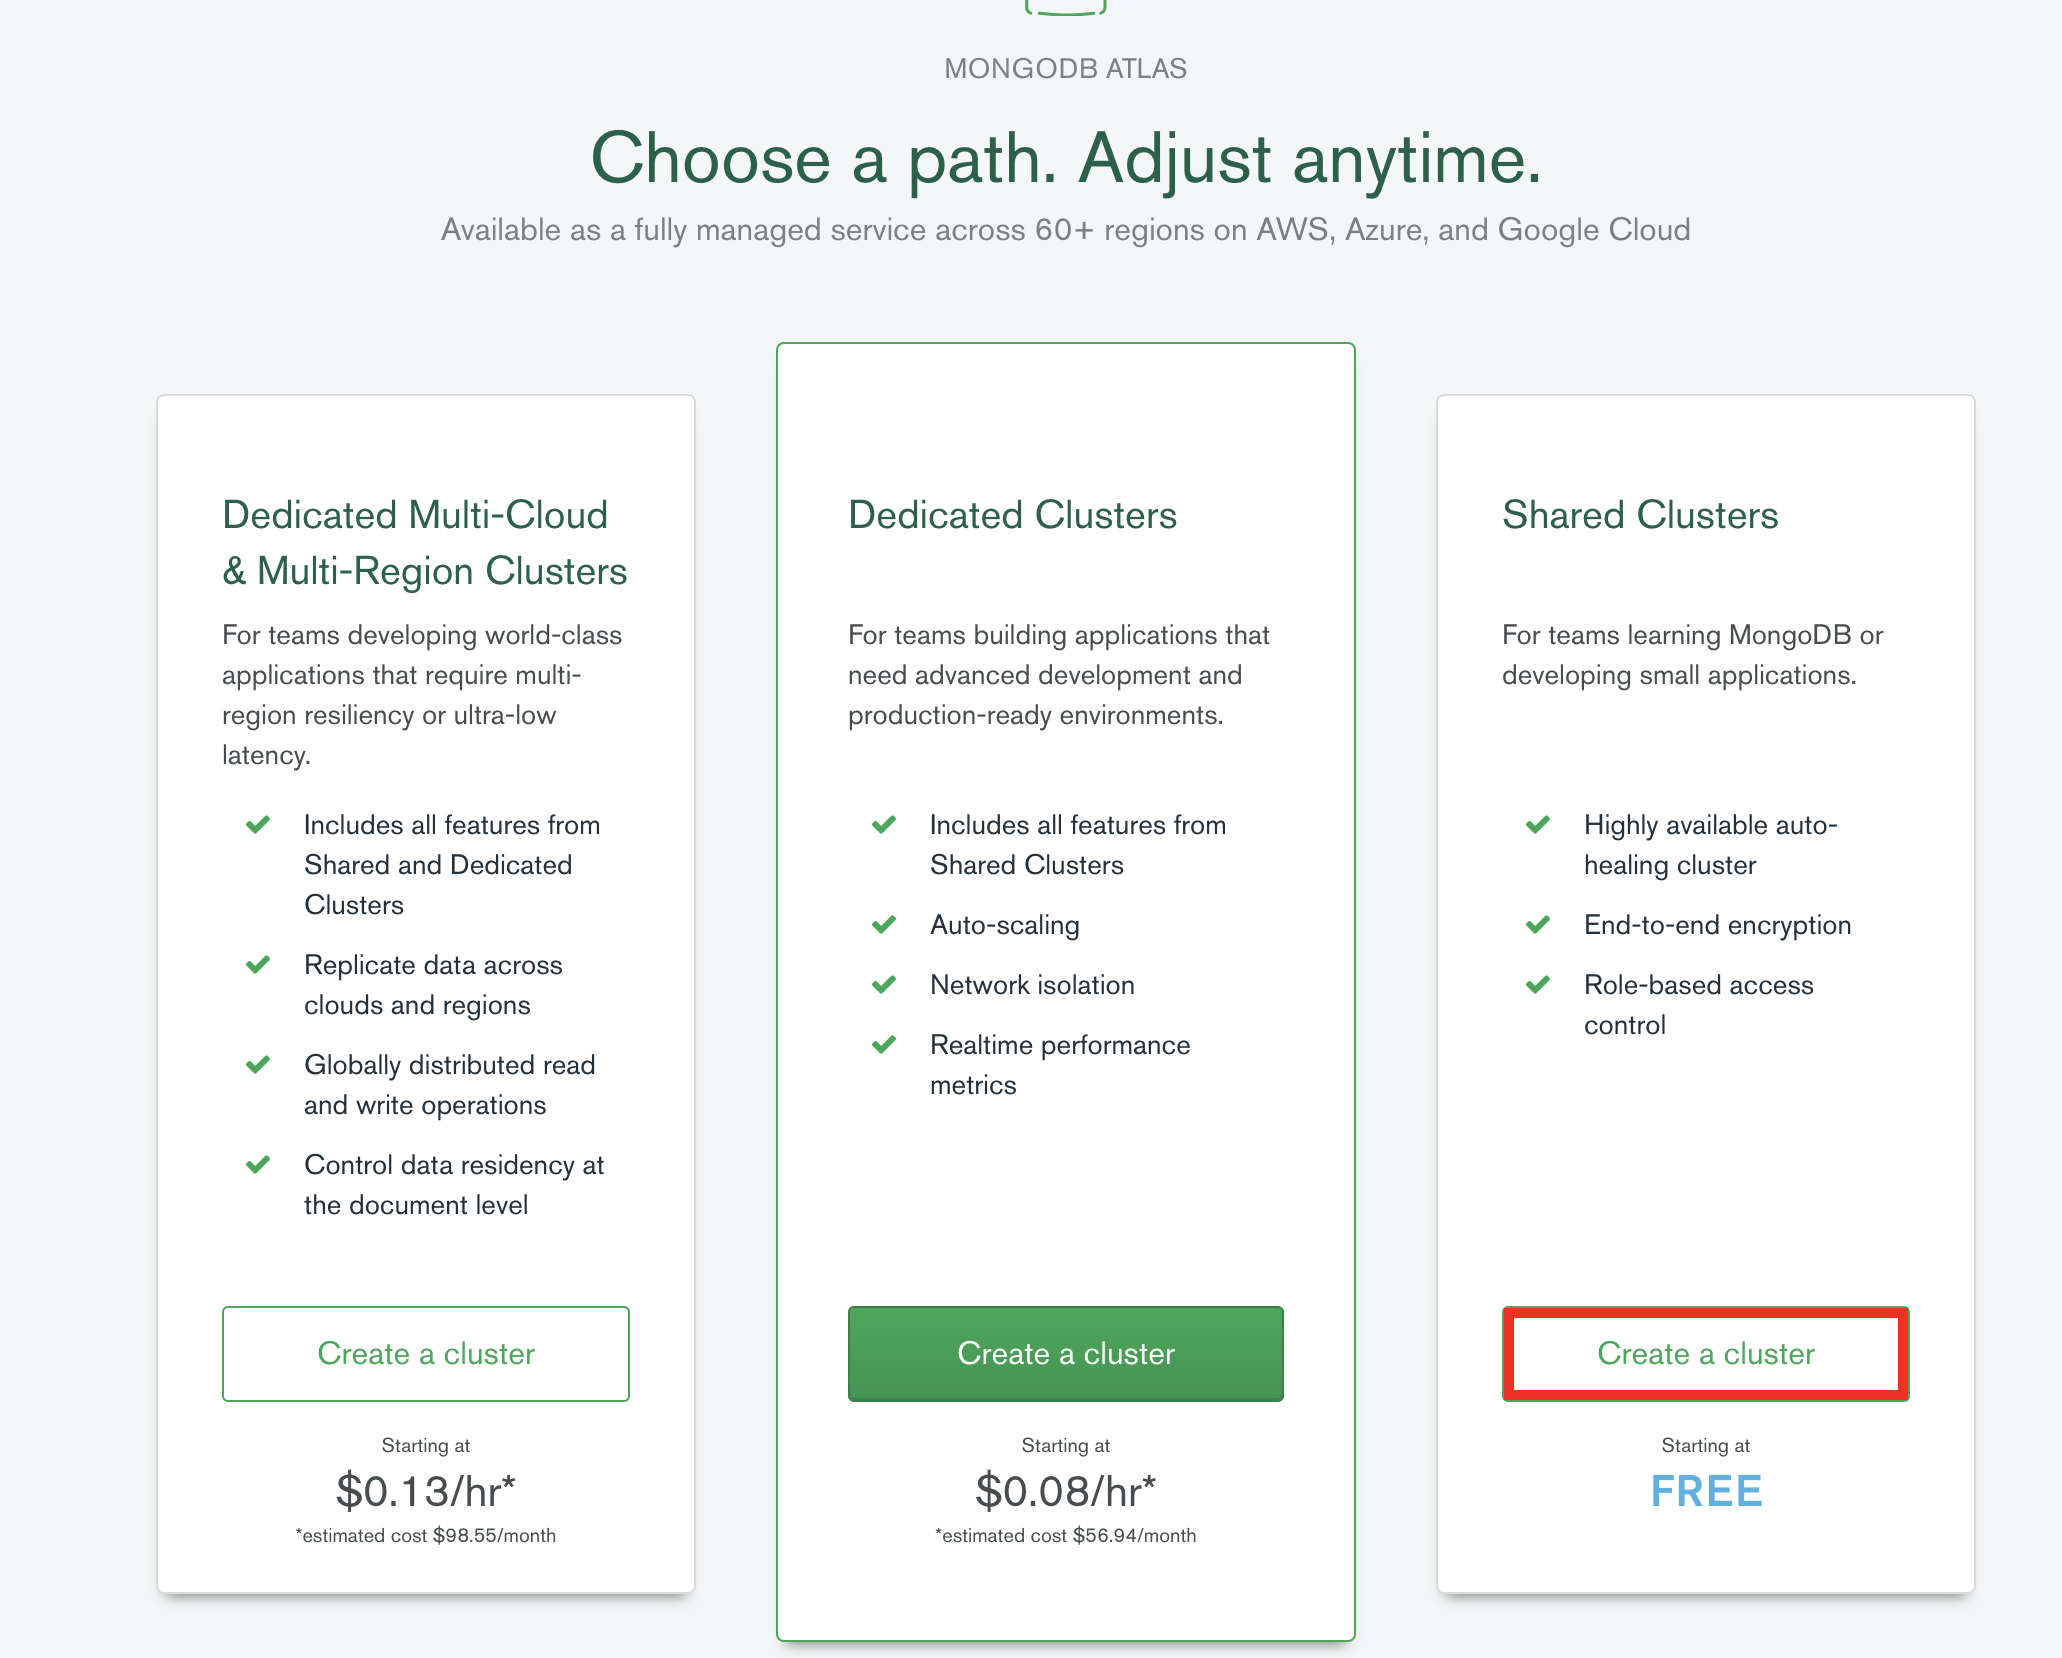 MONGODB ATLAS
Choose a path. Adjust anytime.
Available as a fully managed service across 60+ regions on AWS, Azure, and Google Cloud
Dedicated Multi-Cloud
& Multi-Region Clusters
For teams developing world-class
applications that require multi-
region resiliency or ultra-low
latency.
Includes all features from
Shared and Dedicated
Clusters
Replicate data across
clouds and regions
Globally distributed read
and write operations
Control data residency at
the document level
Create a cluster
Starting at
$0.13/hr*
*estimated cost $98.55/month
Dedicated Clusters
For teams building applications that
need advanced development and
production-ready environments.
Includes all features from
Shared Clusters
Auto-scaling
Network isolation
Realtime performance
metrics
Create a cluster
Starting at
$0.08/hr*
*estimated cost $56.94/month
Shared Clusters
For teams learning MongoDB or
developing small applications.
Highly available auto-
healing cluster
End-to-end encryption
Role-based access
control
Create a cluster
Starting at
FREE